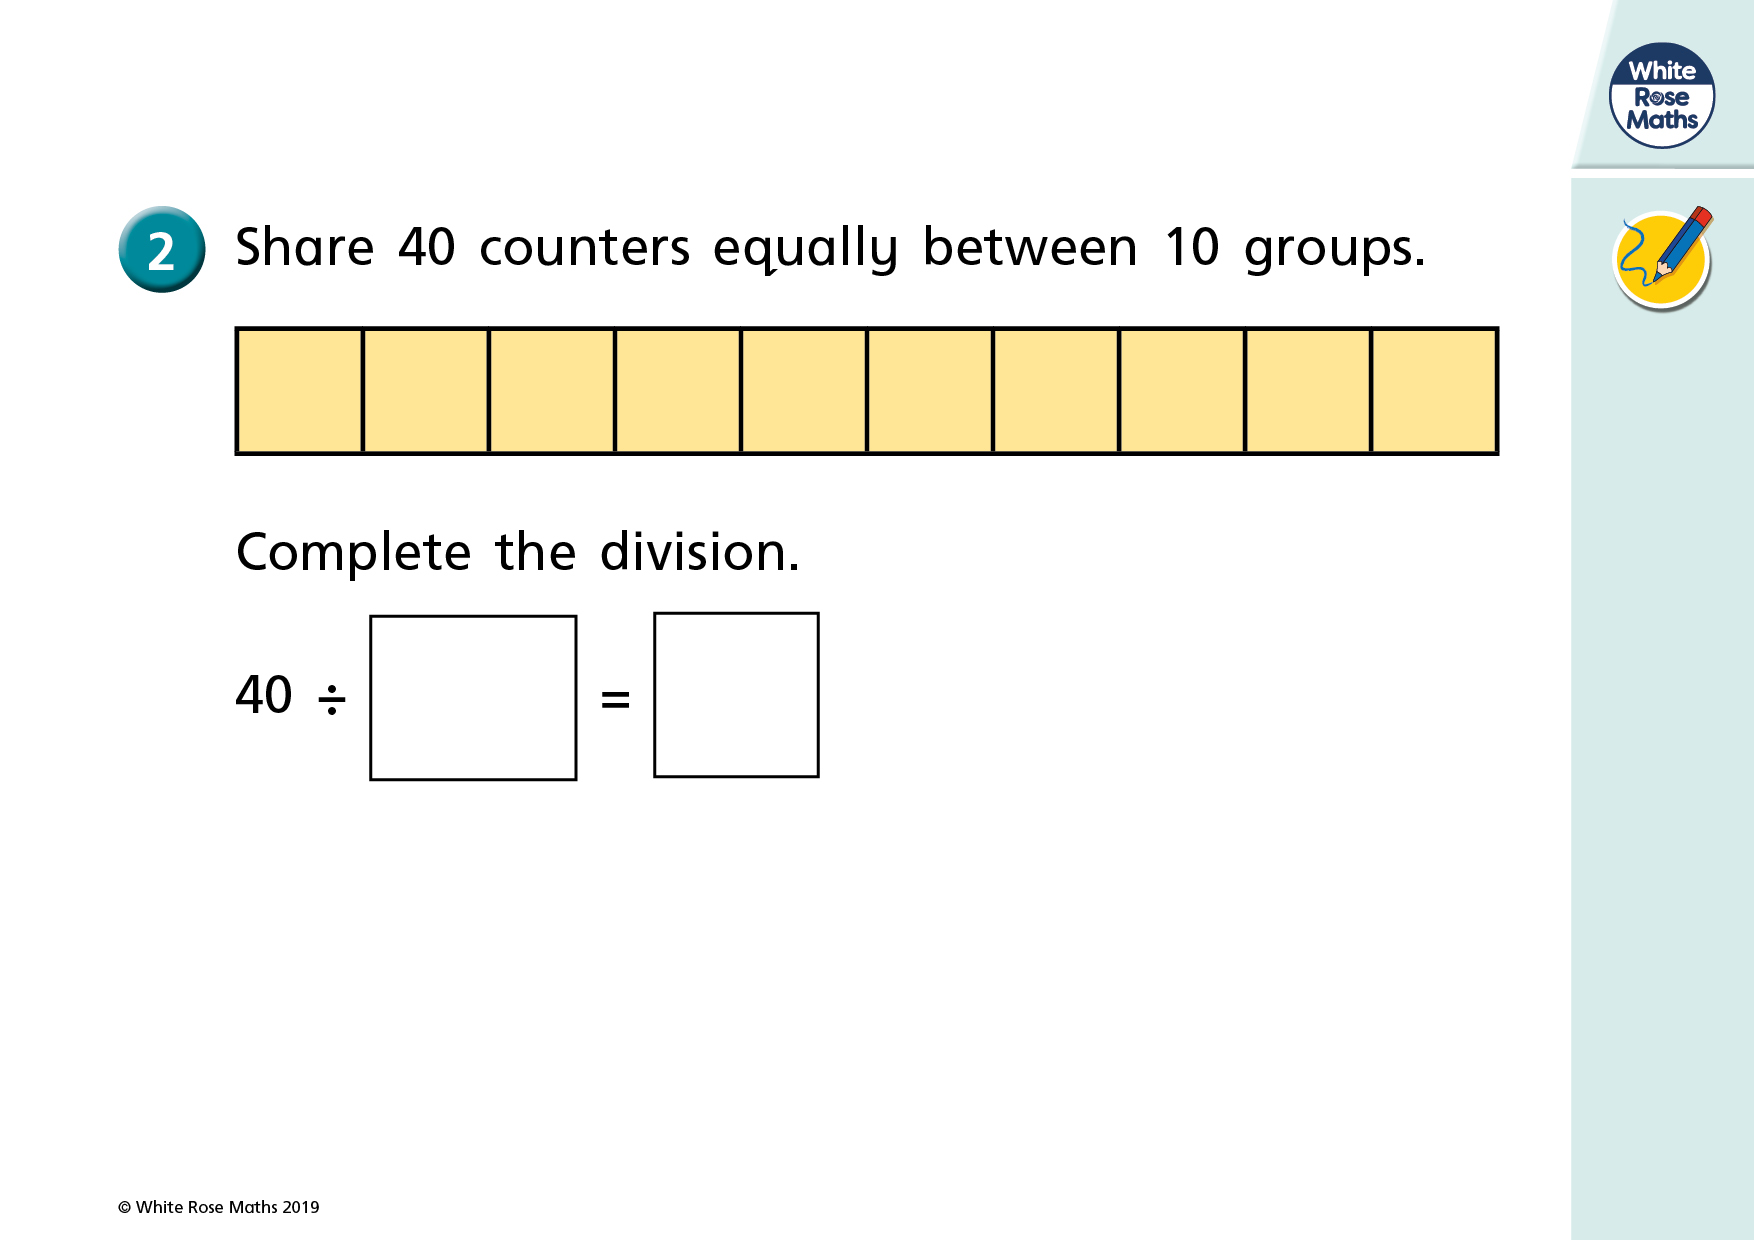 White
Rose
Maths
2 Share 40 counters equally between 10 groups.
Complete the division.
40 ÷ =
© White Rose Maths 2019